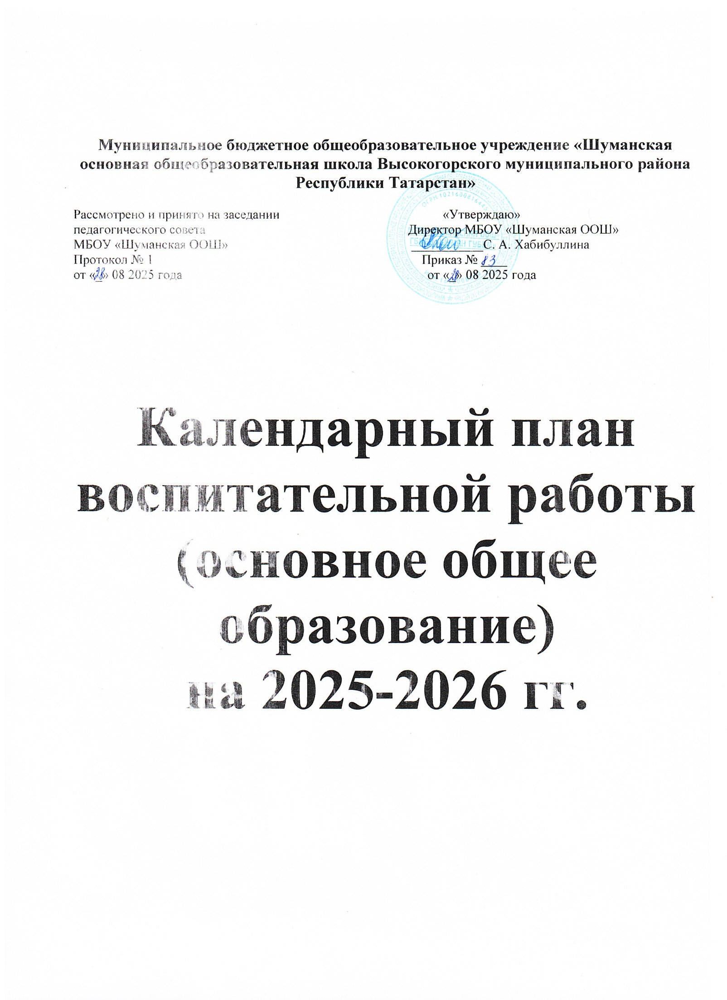 Муниципальное бюджетное общеобразовательное учреждение «Шуманская
основная общеобразовательная школа Высокогорского муниципального района
Республики Татарстан»
Рассмотрено и принято на заседании
педагогического совета
МБОУ «Шуманская ООШ»
Протокол № 1
от «28» 08 2025 года
«Утверждаю»
Директор МБОУ «Шуманская ООШ»
С. А. Хабибуллина
Приказ № 83
от «28» 08 2025 года
Календарный план
воспитательной работы
(основное общее
образование)
на 2025-2026 гг.